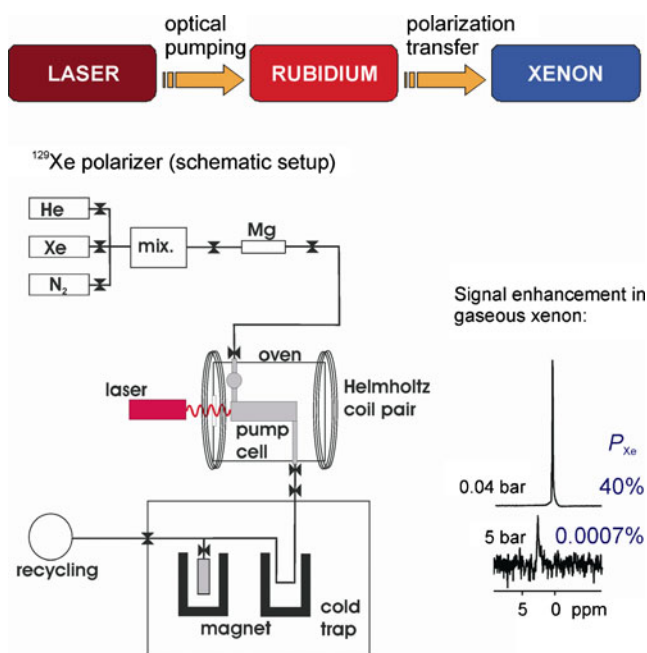 optical
pumping
polarization
transfer
LASER
RUBIDIUM
XENON
¹²⁹Xe polarizer (schematic setup)
He
Xe
N₂
mix.
Mg
oven
laser
Helmholtz
coil pair
pump
cell
recycling
magnet
cold
trap
Signal enhancement in
gaseous xenon:
P_Xe
0.04 bar 40%
5 bar 0.0007%
5 0 ppm